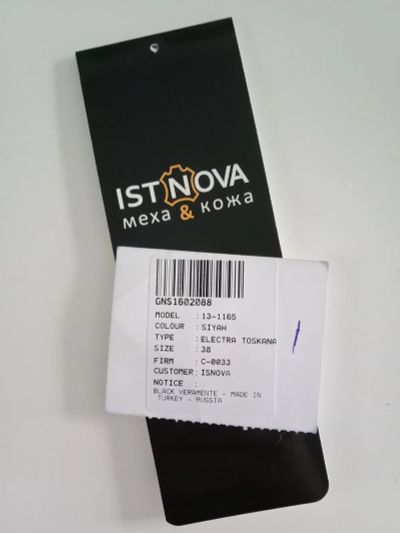 ISTNOVA
меха & кожа
GNS1602088
MODEL : 13-1165
COLOUR : SIYAH
TYPE : ELECTRA TOSKANA
SIZE : 38
FIRM : C-0033
CUSTOMER : ISNOVA
NOTICE :
BLACK VERAMENTE - MADE IN
TURKEY - RUSSIA